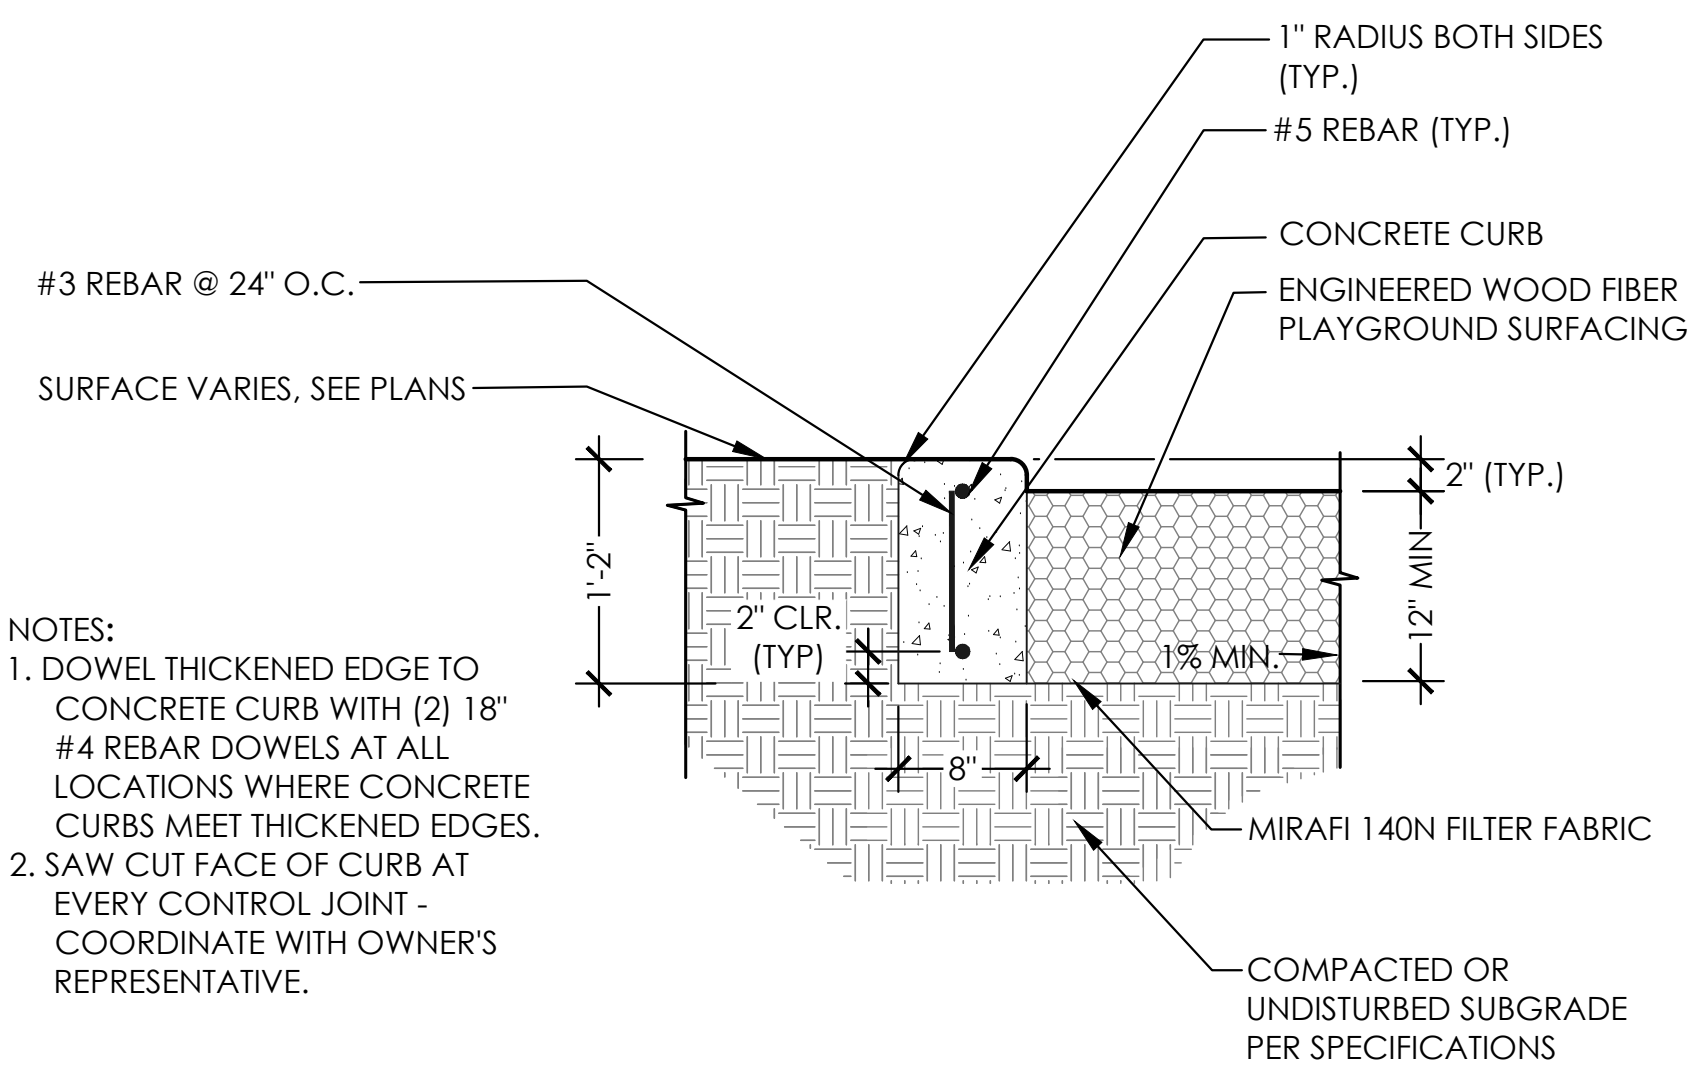 1" RADIUS BOTH SIDES
(TYP.)
#5 REBAR (TYP.)
CONCRETE CURB
ENGINEERED WOOD FIBER
PLAYGROUND SURFACING
#3 REBAR @ 24" O.C.
SURFACE VARIES, SEE PLANS
2" (TYP.)
12" MIN
1'-2"
2" CLR.
(TYP)
1% MIN.
8"
NOTES:
1. DOWEL THICKENED EDGE TO
CONCRETE CURB WITH (2) 18"
#4 REBAR DOWELS AT ALL
LOCATIONS WHERE CONCRETE
CURBS MEET THICKENED EDGES.
2. SAW CUT FACE OF CURB AT
EVERY CONTROL JOINT -
COORDINATE WITH OWNER'S
REPRESENTATIVE.
MIRAFI 140N FILTER FABRIC
COMPACTED OR
UNDISTURBED SUBGRADE
PER SPECIFICATIONS